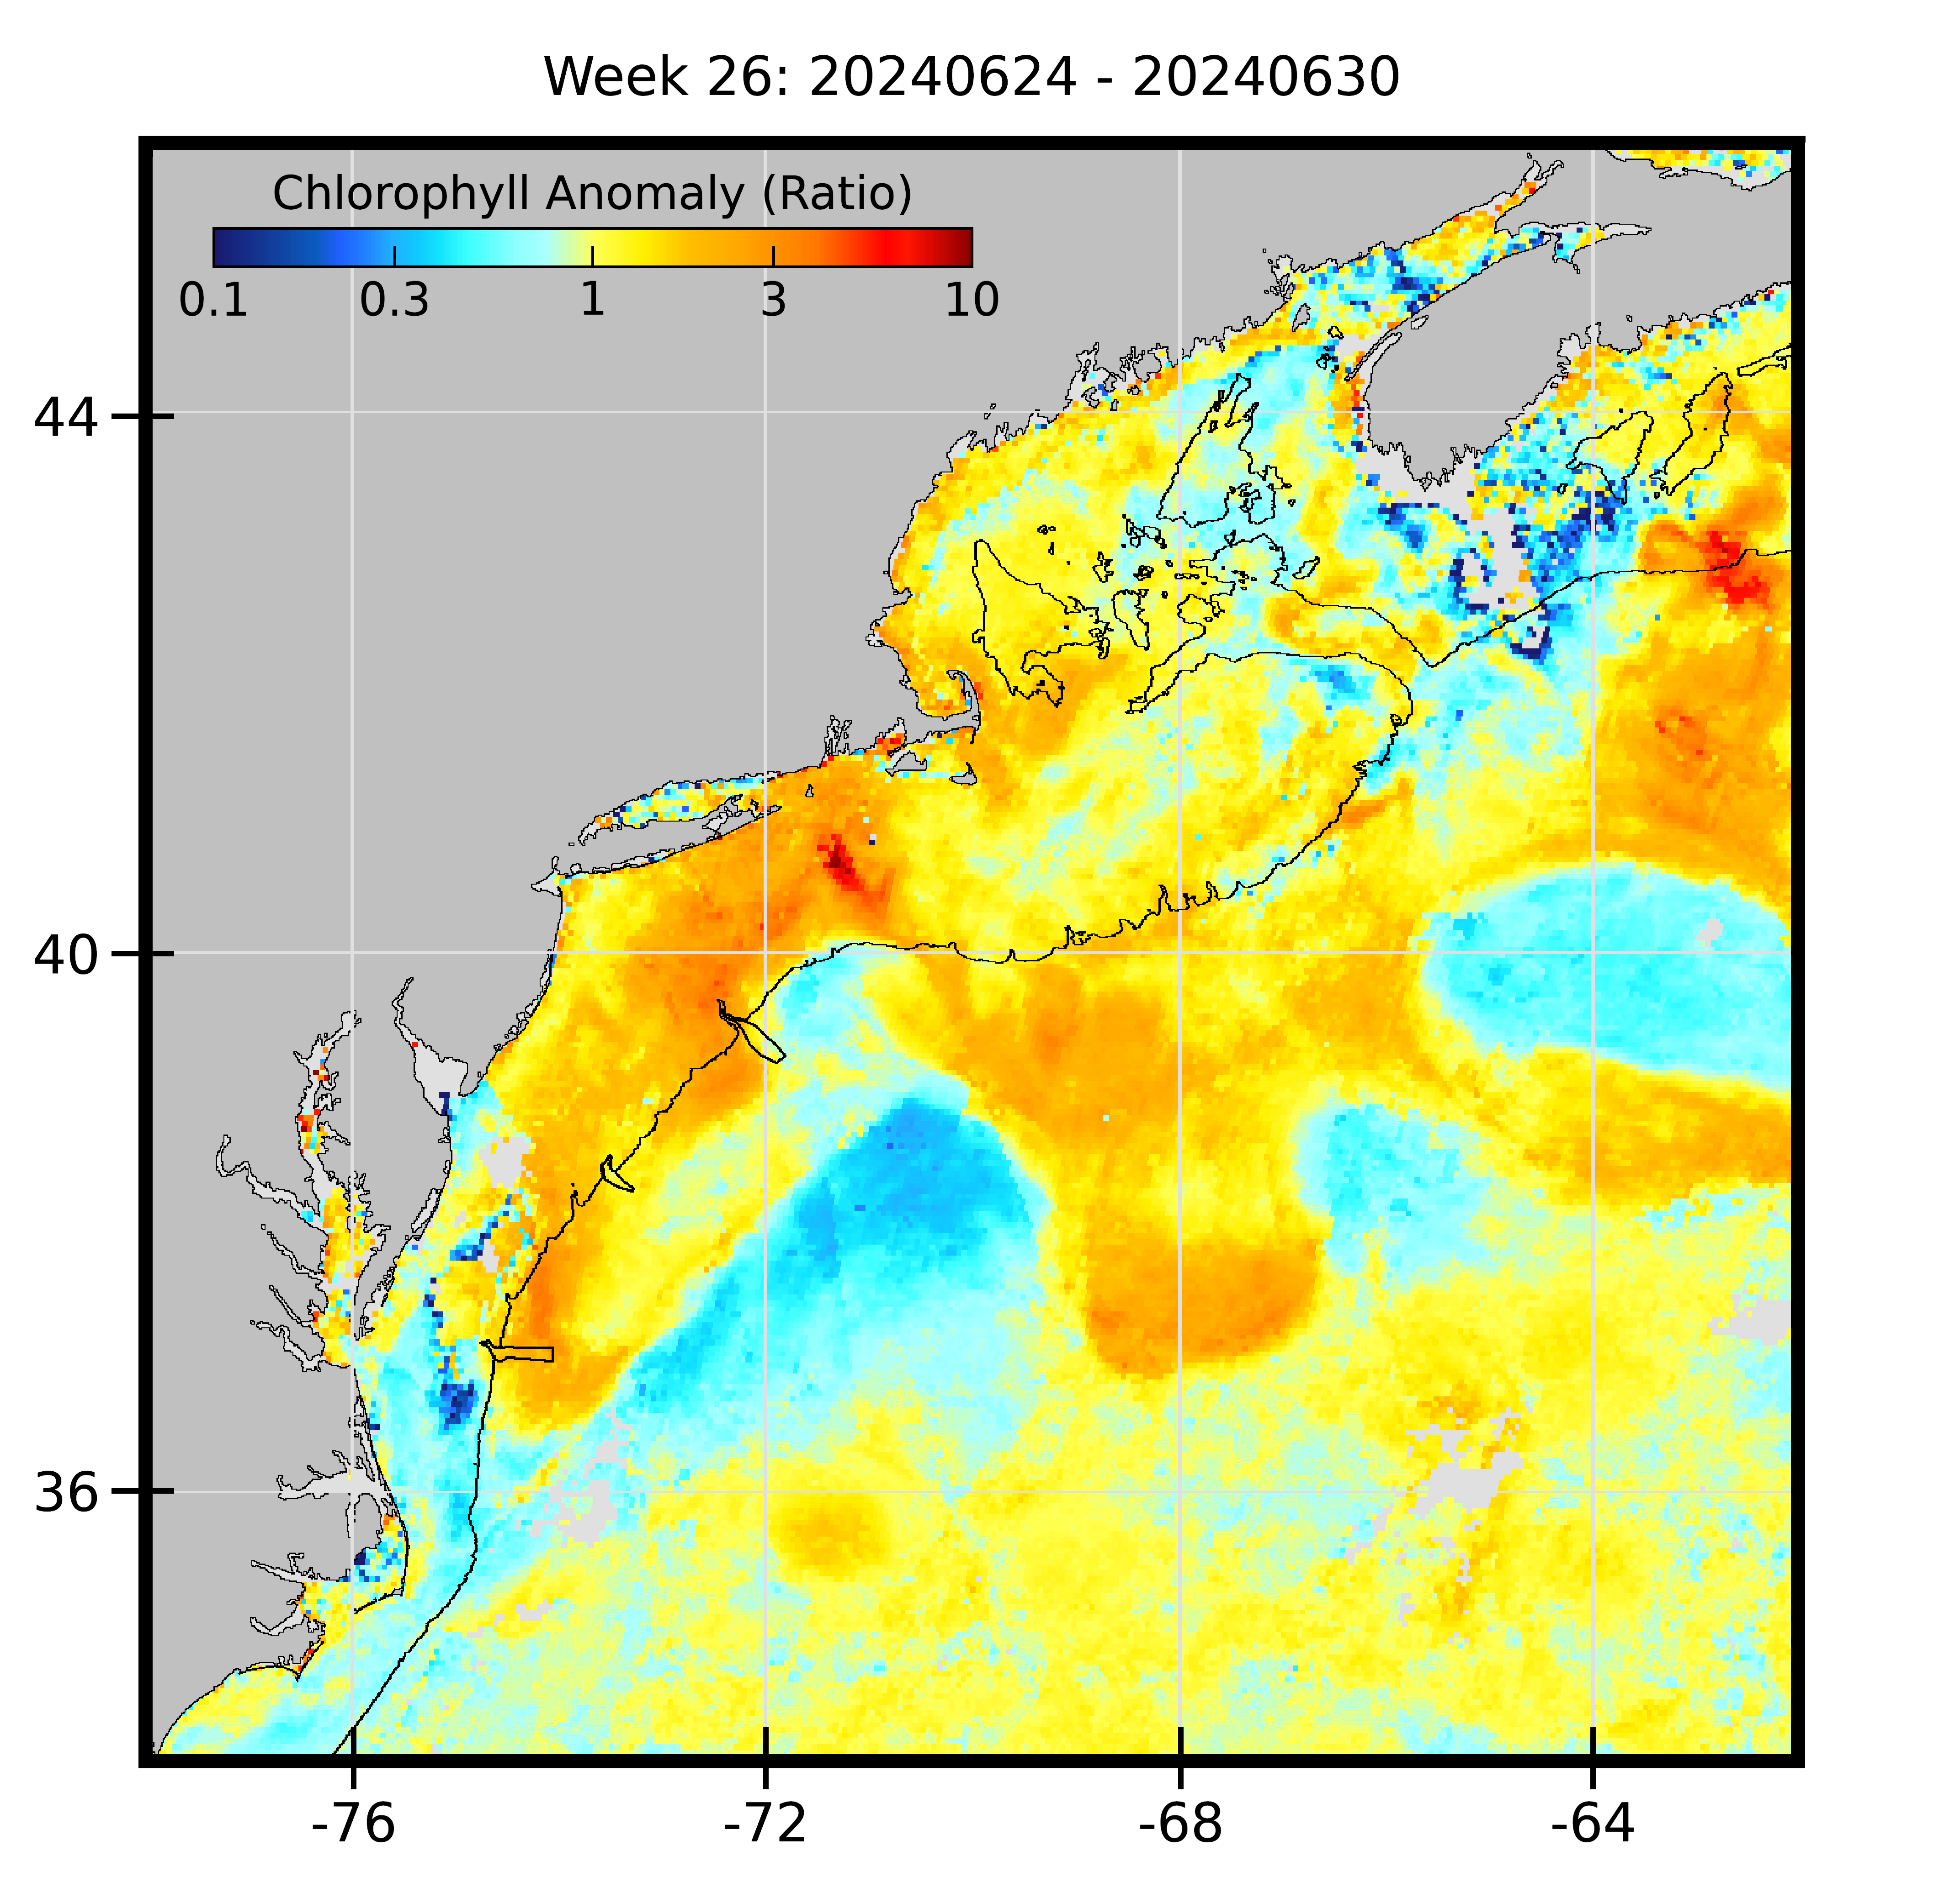 Week 26: 20240624 - 20240630
Chlorophyll Anomaly (Ratio)
0.1 0.3 1 3 10
44
40
36
-76 -72 -68 -64